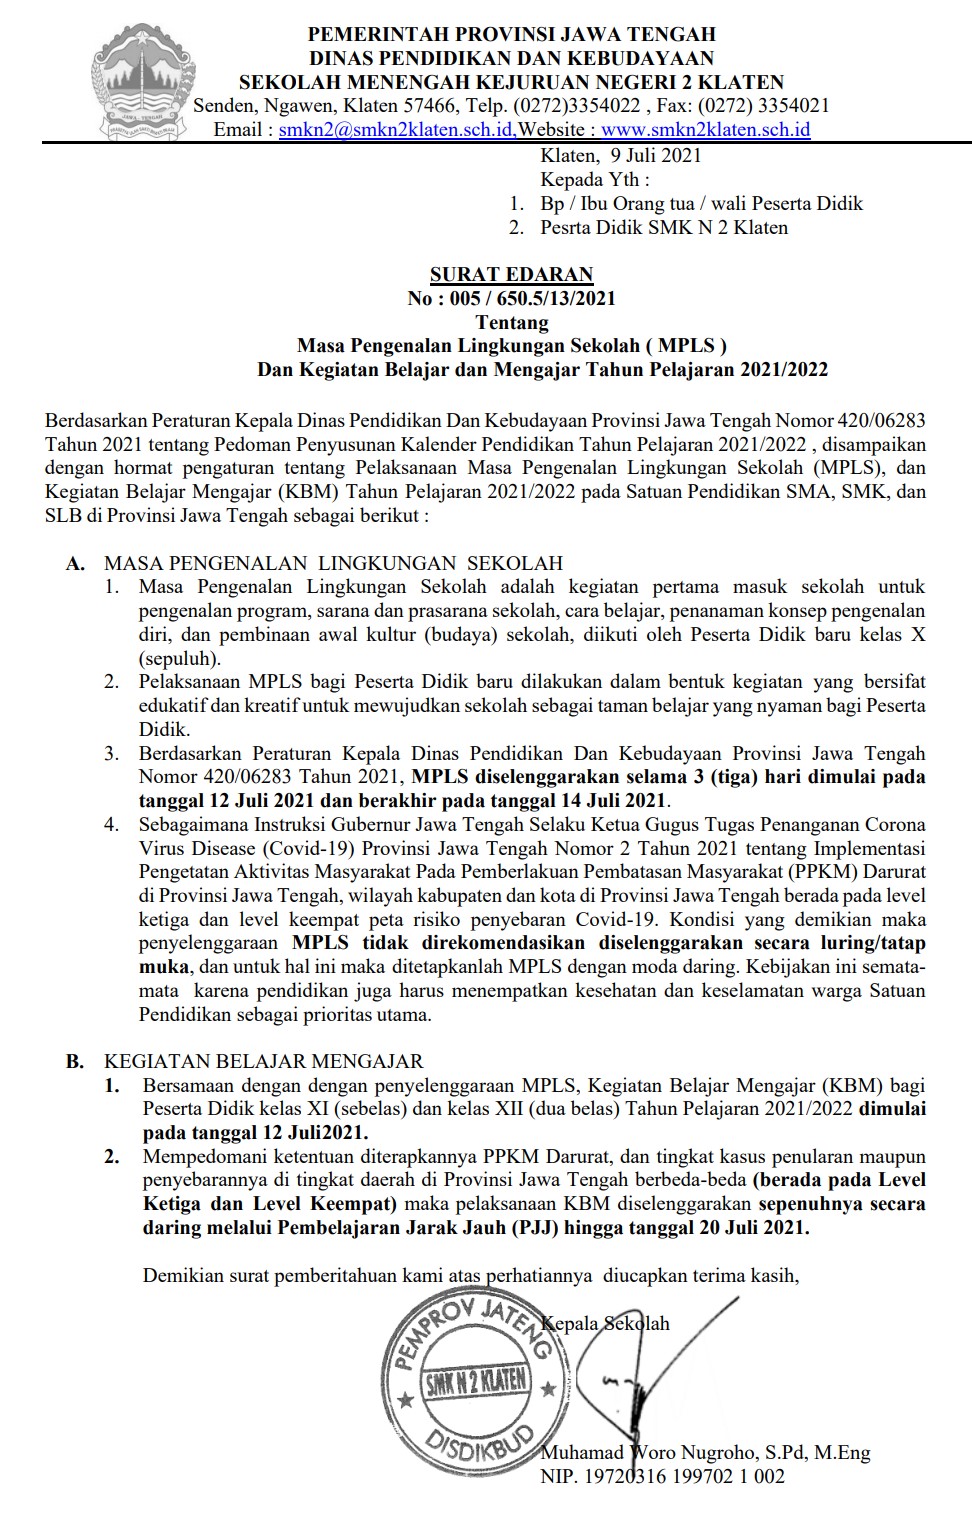 PEMERINTAH PROVINSI JAWA TENGAH
DINAS PENDIDIKAN DAN KEBUDAYAAN
SEKOLAH MENENGAH KEJURUAN NEGERI 2 KLATEN
Senden, Ngawen, Klaten 57466, Telp. (0272)3354022 , Fax: (0272) 3354021
Email : smkn2@smkn2klaten.sch.id,Website : www.smkn2klaten.sch.id
JAWA TENGAH
Klaten,  9 Juli 2021
Kepada Yth :
1. Bp / Ibu Orang tua / wali Peserta Didik
2. Pesrta Didik SMK N 2 Klaten
SURAT EDARAN
No : 005 / 650.5/13/2021
Tentang
Masa Pengenalan Lingkungan Sekolah ( MPLS )
Dan Kegiatan Belajar dan Mengajar Tahun Pelajaran 2021/2022
Berdasarkan Peraturan Kepala Dinas Pendidikan Dan Kebudayaan Provinsi Jawa Tengah Nomor 420/06283
Tahun 2021 tentang Pedoman Penyusunan Kalender Pendidikan Tahun Pelajaran 2021/2022 , disampaikan
dengan hormat pengaturan tentang Pelaksanaan Masa Pengenalan Lingkungan Sekolah (MPLS), dan
Kegiatan Belajar Mengajar (KBM) Tahun Pelajaran 2021/2022 pada Satuan Pendidikan SMA, SMK, dan
SLB di Provinsi Jawa Tengah sebagai berikut :
A. MASA PENGENALAN  LINGKUNGAN  SEKOLAH
1. Masa Pengenalan Lingkungan Sekolah adalah kegiatan pertama masuk sekolah untuk
pengenalan program, sarana dan prasarana sekolah, cara belajar, penanaman konsep pengenalan
diri, dan pembinaan awal kultur (budaya) sekolah, diikuti oleh Peserta Didik baru kelas X
(sepuluh).
2. Pelaksanaan MPLS bagi Peserta Didik baru dilakukan dalam bentuk kegiatan yang bersifat
edukatif dan kreatif untuk mewujudkan sekolah sebagai taman belajar yang nyaman bagi Peserta
Didik.
3. Berdasarkan Peraturan Kepala Dinas Pendidikan Dan Kebudayaan Provinsi Jawa Tengah
Nomor 420/06283 Tahun 2021, MPLS diselenggarakan selama 3 (tiga) hari dimulai pada
tanggal 12 Juli 2021 dan berakhir pada tanggal 14 Juli 2021.
4. Sebagaimana Instruksi Gubernur Jawa Tengah Selaku Ketua Gugus Tugas Penanganan Corona
Virus Disease (Covid-19) Provinsi Jawa Tengah Nomor 2 Tahun 2021 tentang Implementasi
Pengetatan Aktivitas Masyarakat Pada Pemberlakuan Pembatasan Masyarakat (PPKM) Darurat
di Provinsi Jawa Tengah, wilayah kabupaten dan kota di Provinsi Jawa Tengah berada pada level
ketiga dan level keempat peta risiko penyebaran Covid-19. Kondisi yang demikian maka
penyelenggaraan MPLS tidak direkomendasikan diselenggarakan secara luring/tatap
muka, dan untuk hal ini maka ditetapkanlah MPLS dengan moda daring. Kebijakan ini semata-
mata  karena pendidikan juga harus menempatkan kesehatan dan keselamatan warga Satuan
Pendidikan sebagai prioritas utama.
B. KEGIATAN BELAJAR MENGAJAR
1. Bersamaan dengan dengan penyelenggaraan MPLS, Kegiatan Belajar Mengajar (KBM) bagi
Peserta Didik kelas XI (sebelas) dan kelas XII (dua belas) Tahun Pelajaran 2021/2022 dimulai
pada tanggal 12 Juli2021.
2. Mempedomani ketentuan diterapkannya PPKM Darurat, dan tingkat kasus penularan maupun
penyebarannya di tingkat daerah di Provinsi Jawa Tengah berbeda-beda (berada pada Level
Ketiga dan Level Keempat) maka pelaksanaan KBM diselenggarakan sepenuhnya secara
daring melalui Pembelajaran Jarak Jauh (PJJ) hingga tanggal 20 Juli 2021.
Demikian surat pemberitahuan kami atas perhatiannya  diucapkan terima kasih,
Kepala Sekolah
PEMPROV JATENG
SMK N 2 KLATEN
DISDIKBUD
Muhamad Woro Nugroho, S.Pd, M.Eng
NIP. 19720316 199702 1 002